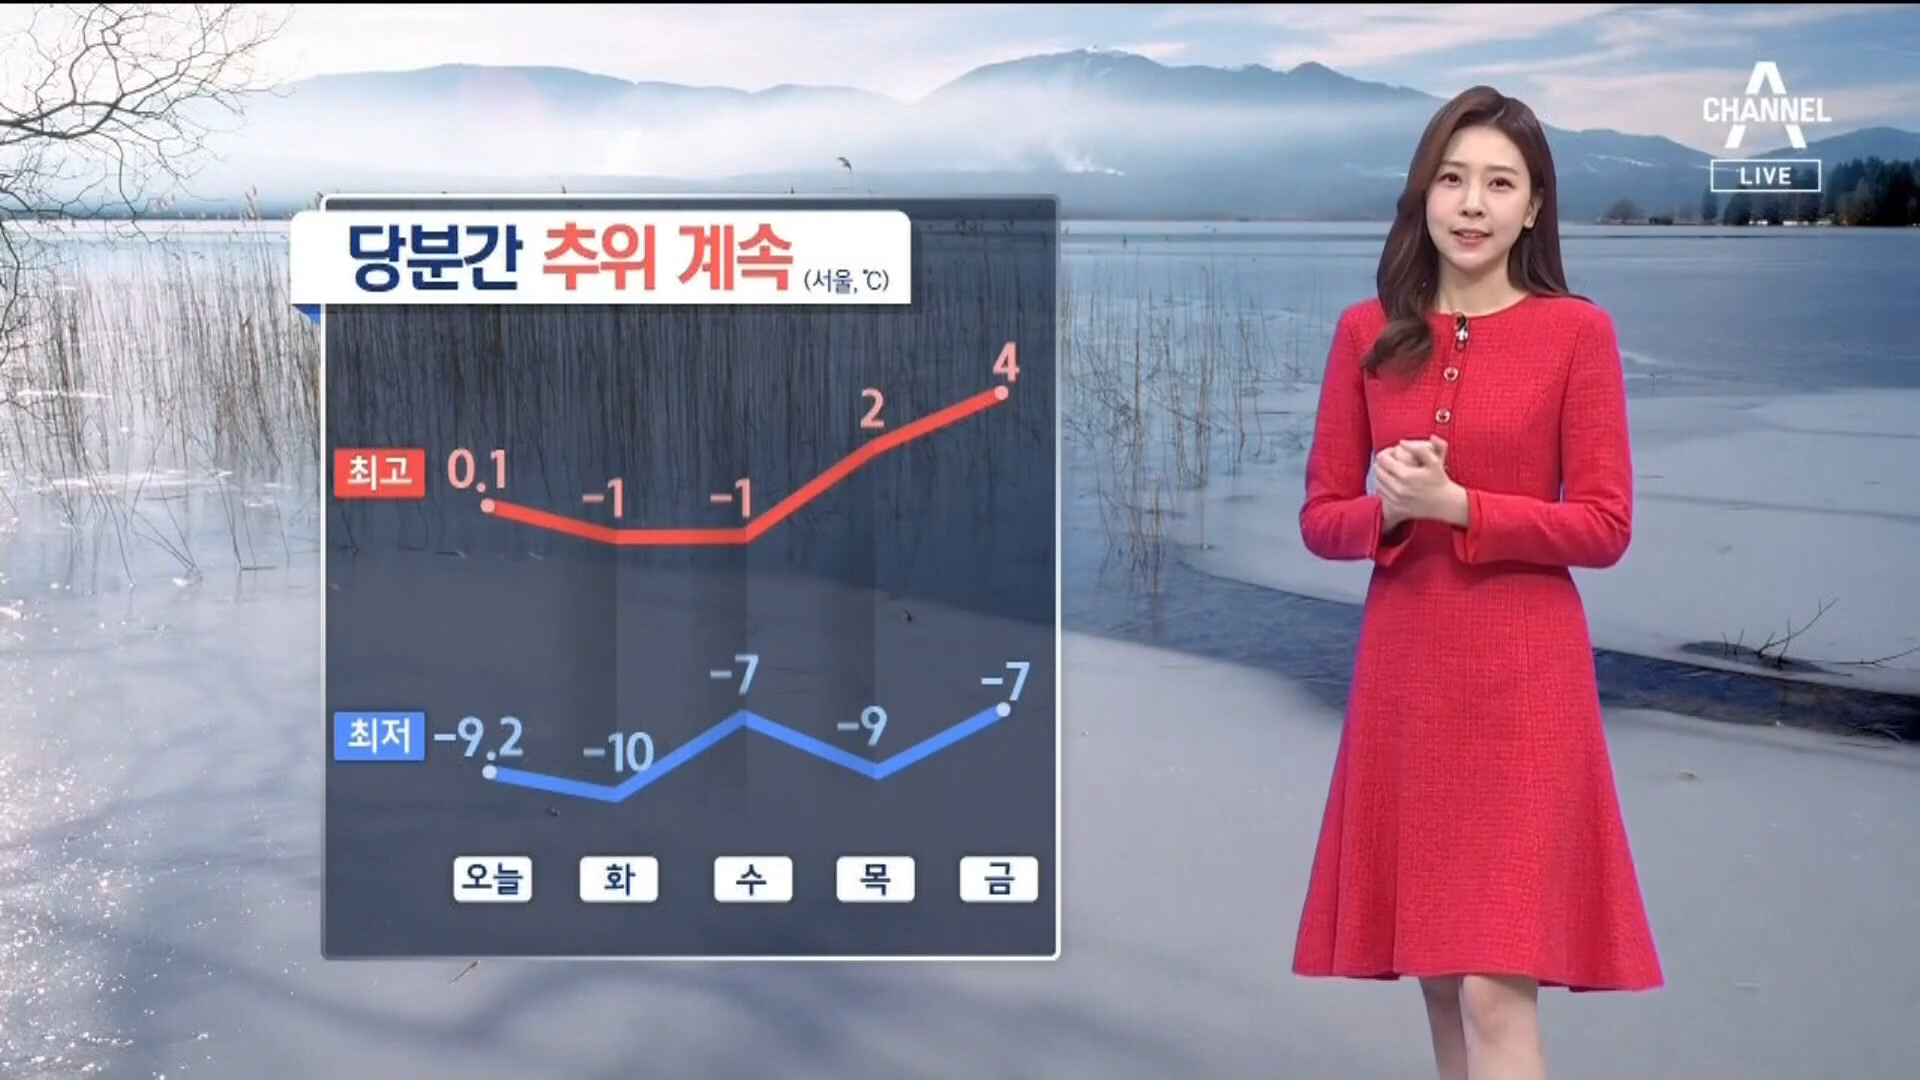 CHANNEL A
LIVE
당분간 추위 계속 (서울, ℃)
4
2
최고 0.1 -1 -1
-7 -7
최저 -9.2 -10 -9
오늘 화 수 목 금